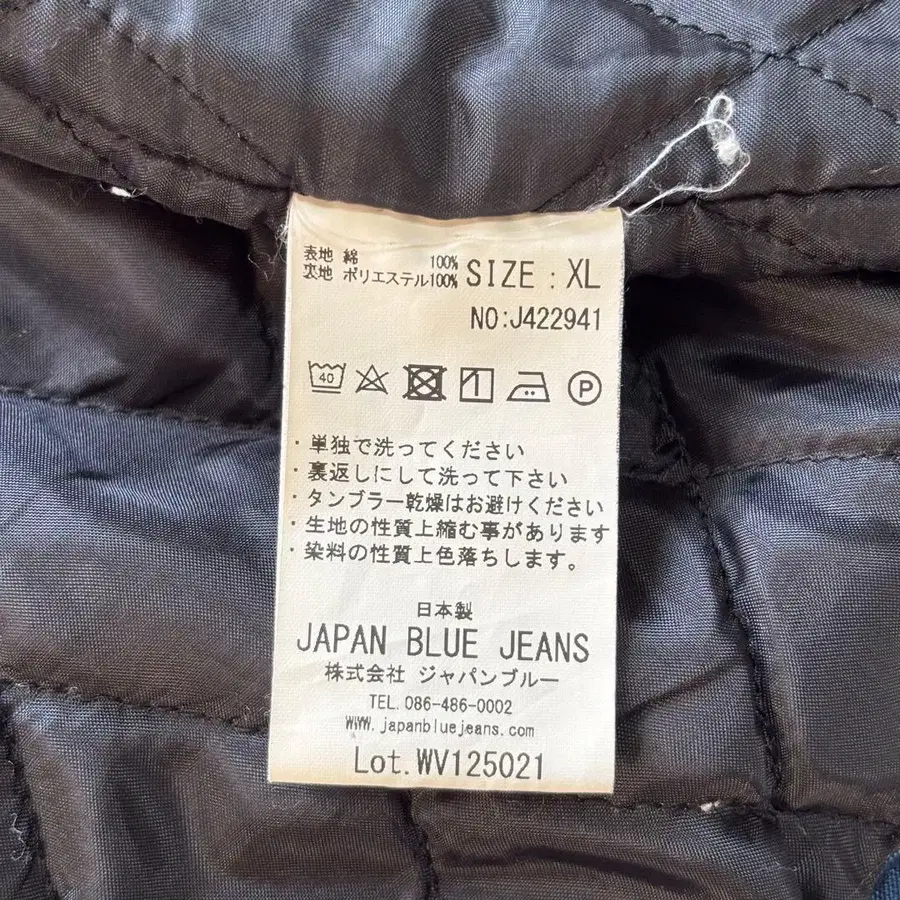 表地 綿 100%
裏地 ポリエステル100%
SIZE : XL
NO:J422941
40
P
・単独で洗ってください
・裏返しにして洗って下さい
・タンブラー乾燥はお避けください
・生地の性質上縮む事があります
・染料の性質上色落ちします。
日本製
JAPAN BLUE JEANS
株式会社 ジャパンブルー
TEL. 086-486-0002
WWW. japanbluejeans. com
Lot. WV125021